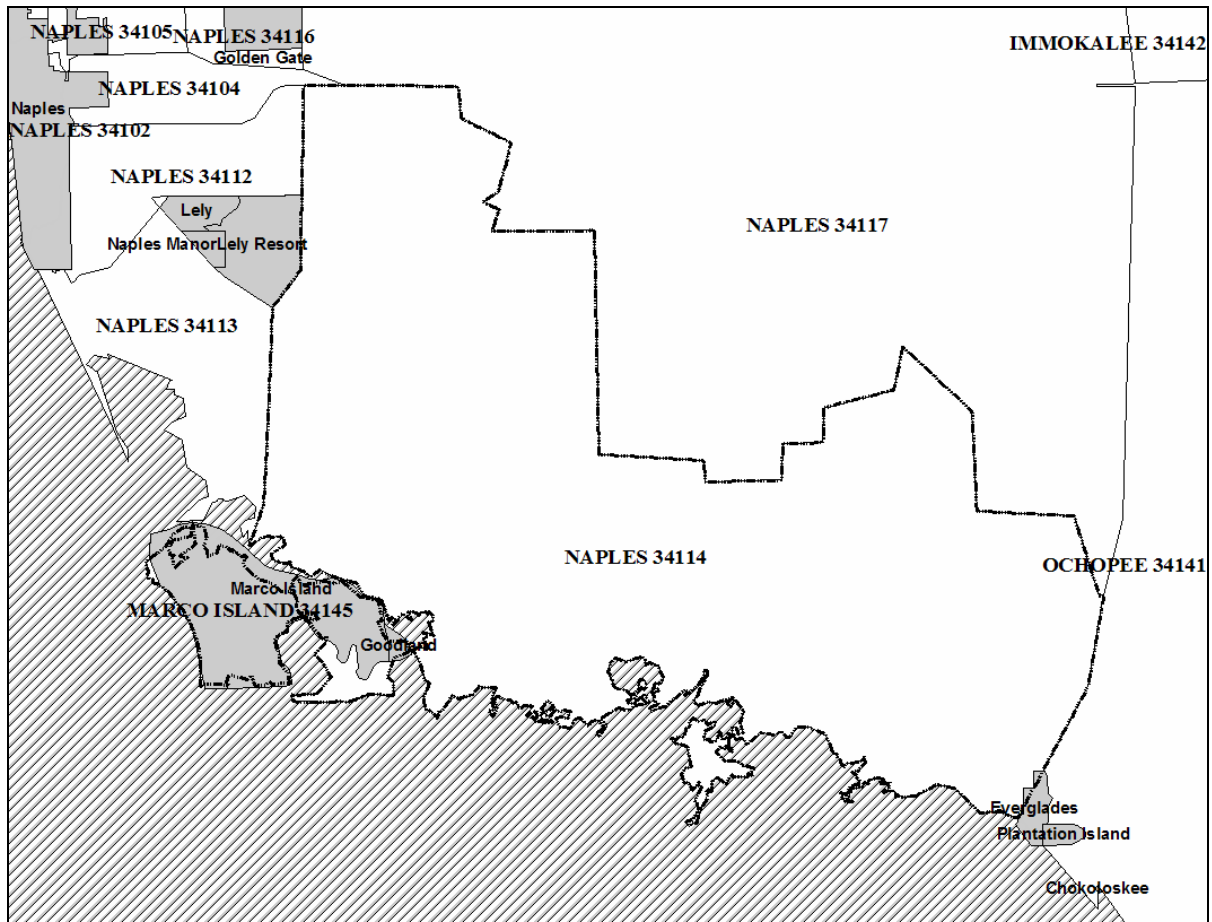 NAPLES 34105
NAPLES 34116
IMMOKALEE 34142
Golden Gate
NAPLES 34104
Naples
NAPLES 34102
NAPLES 34112
Lely
NAPLES 34117
Naples Manor
Lely Resort
NAPLES 34113
NAPLES 34114
OCHOPEE 34141
Marco Island
MARCO ISLAND 34145
Goodland
Everglades
Plantation Island
Chokoloskee